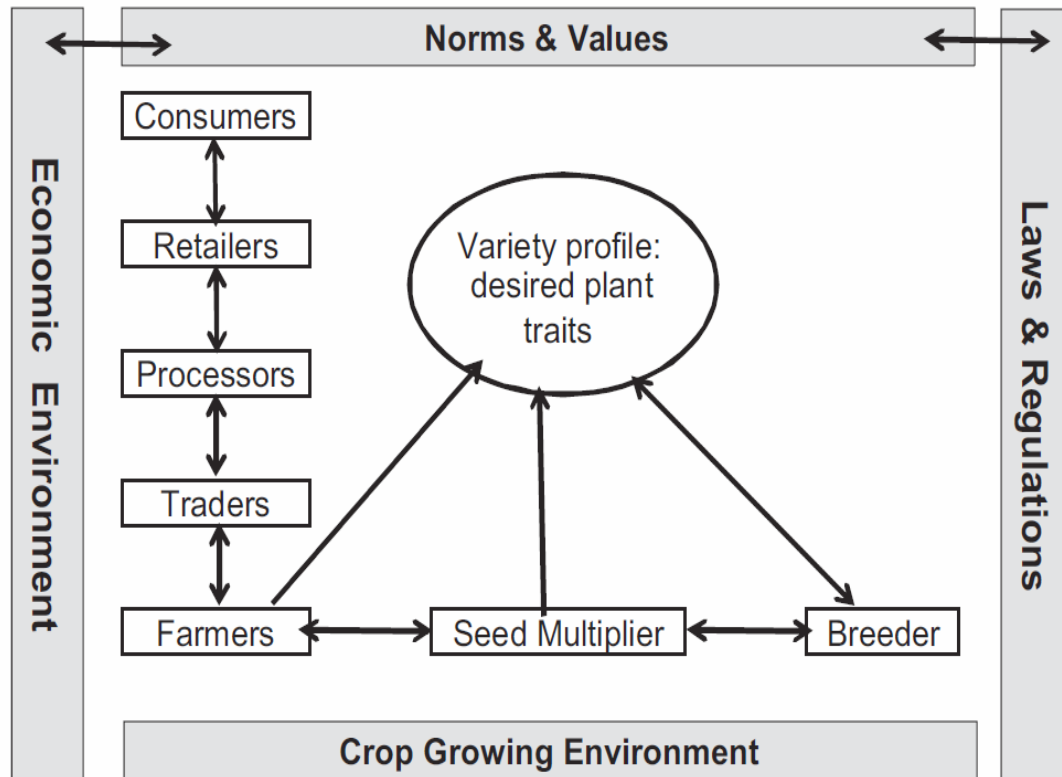 Norms & Values
Economic Environment
Laws & Regulations
Consumers
Retailers
Processors
Traders
Farmers
Variety profile:
desired plant
traits
Seed Multiplier
Breeder
Crop Growing Environment